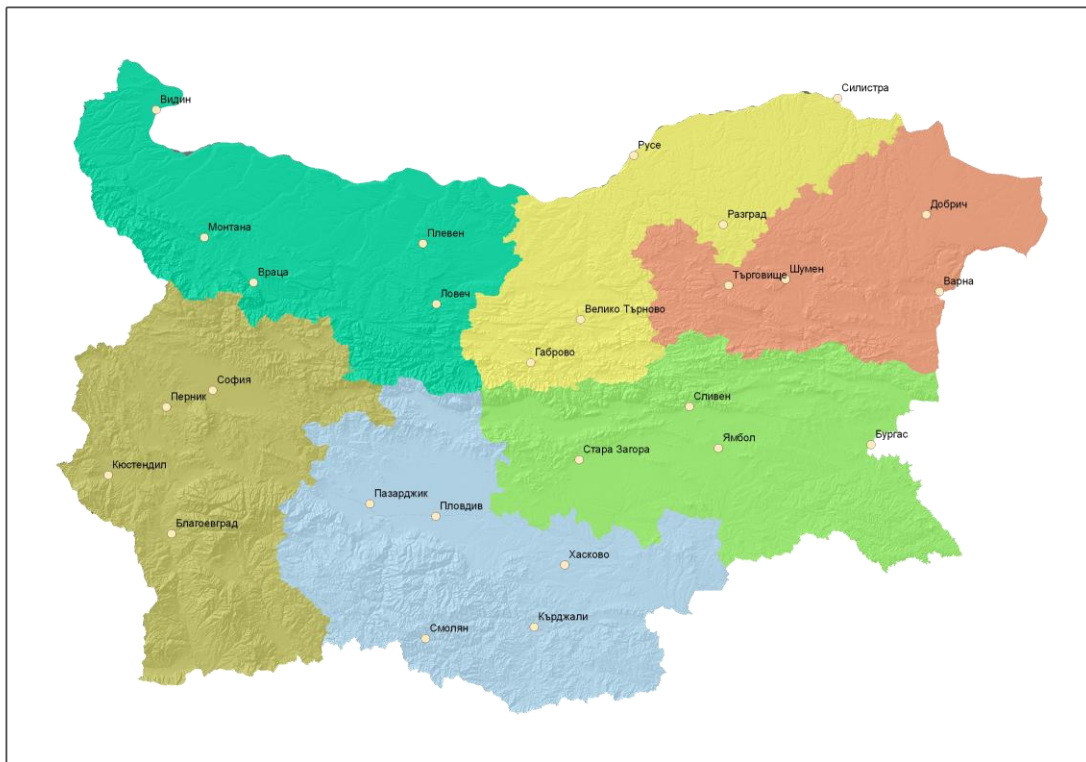 Видин
Силистра
Русе
Добрич
Разград
Монтана
Плевен
Враца
Шумен
Търговище
Варна
Ловеч
Велико Търново
Габрово
София
Перник
Сливен
Бургас
Ямбол
Стара Загора
Кюстендил
Пазарджик
Пловдив
Благоевград
Хасково
Кърджали
Смолян